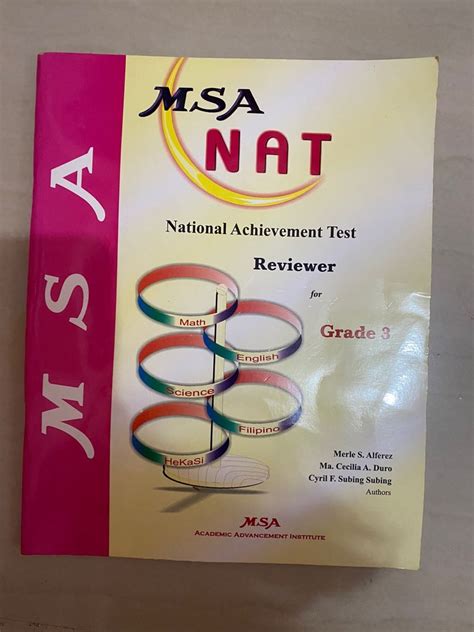 MSA
MSA
NAT
National Achievement Test
Reviewer
for
Grade 3
Math
English
Science
Filipino
HeKaSi
Merle S. Alferez
Ma. Cecilia A. Duro
Cyril F. Subing Subing
Authors
MSA
ACADEMIC ADVANCEMENT INSTITUTE